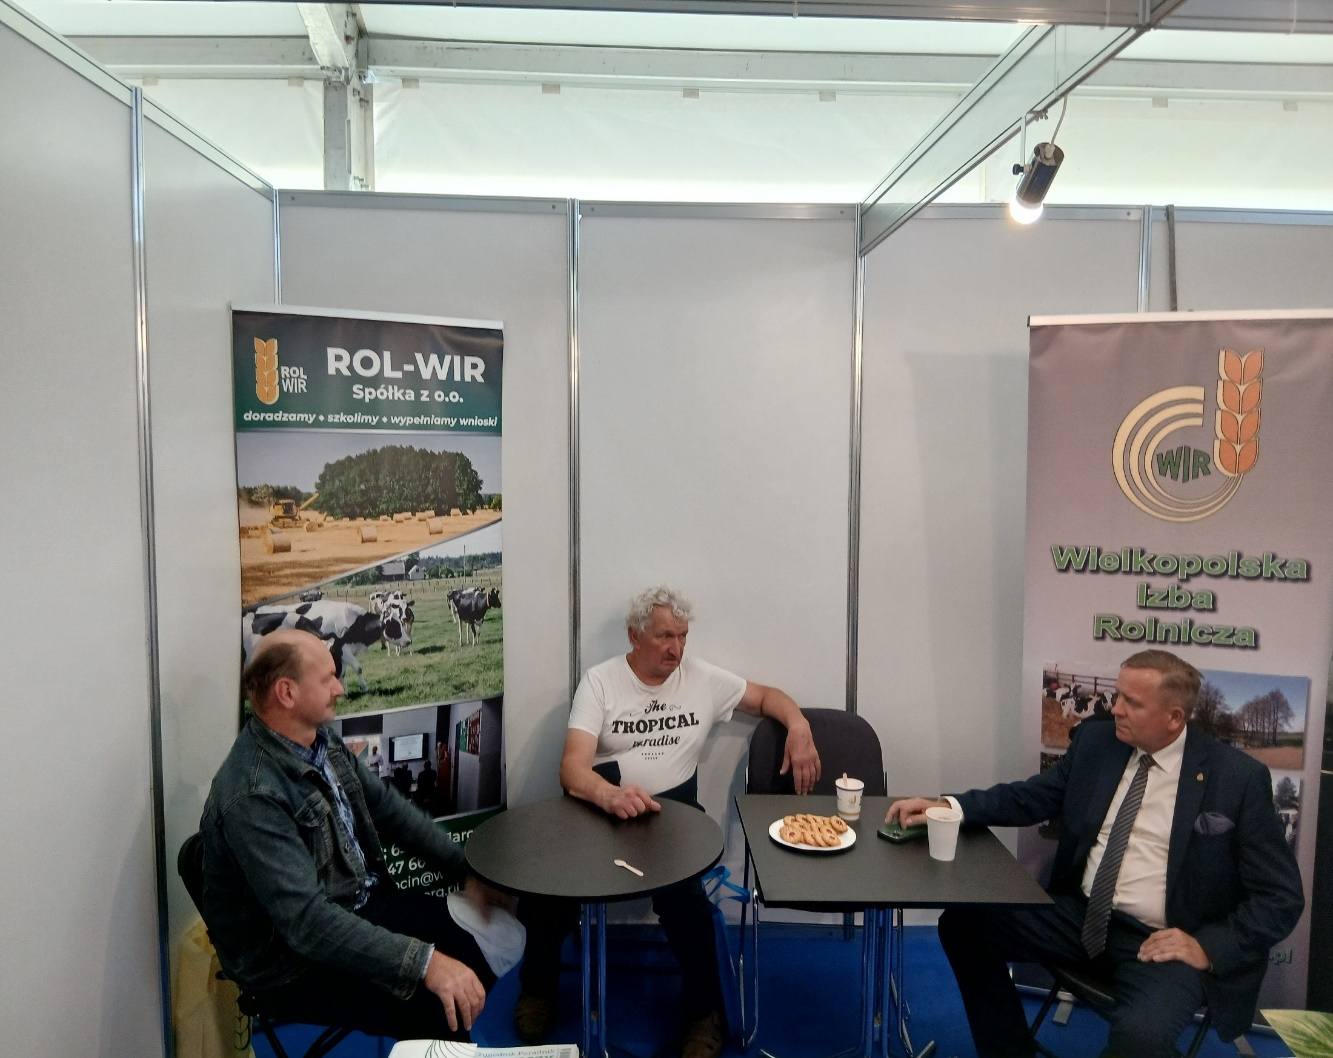 ROL
WIR
ROL-WIR
Spółka z o.o.
doradzamy ⬥ szkolimy ⬥ wypełniamy wnioski
The
TROPICAL
paradise
WIR
Wielkopolska
Izba
Rolnicza